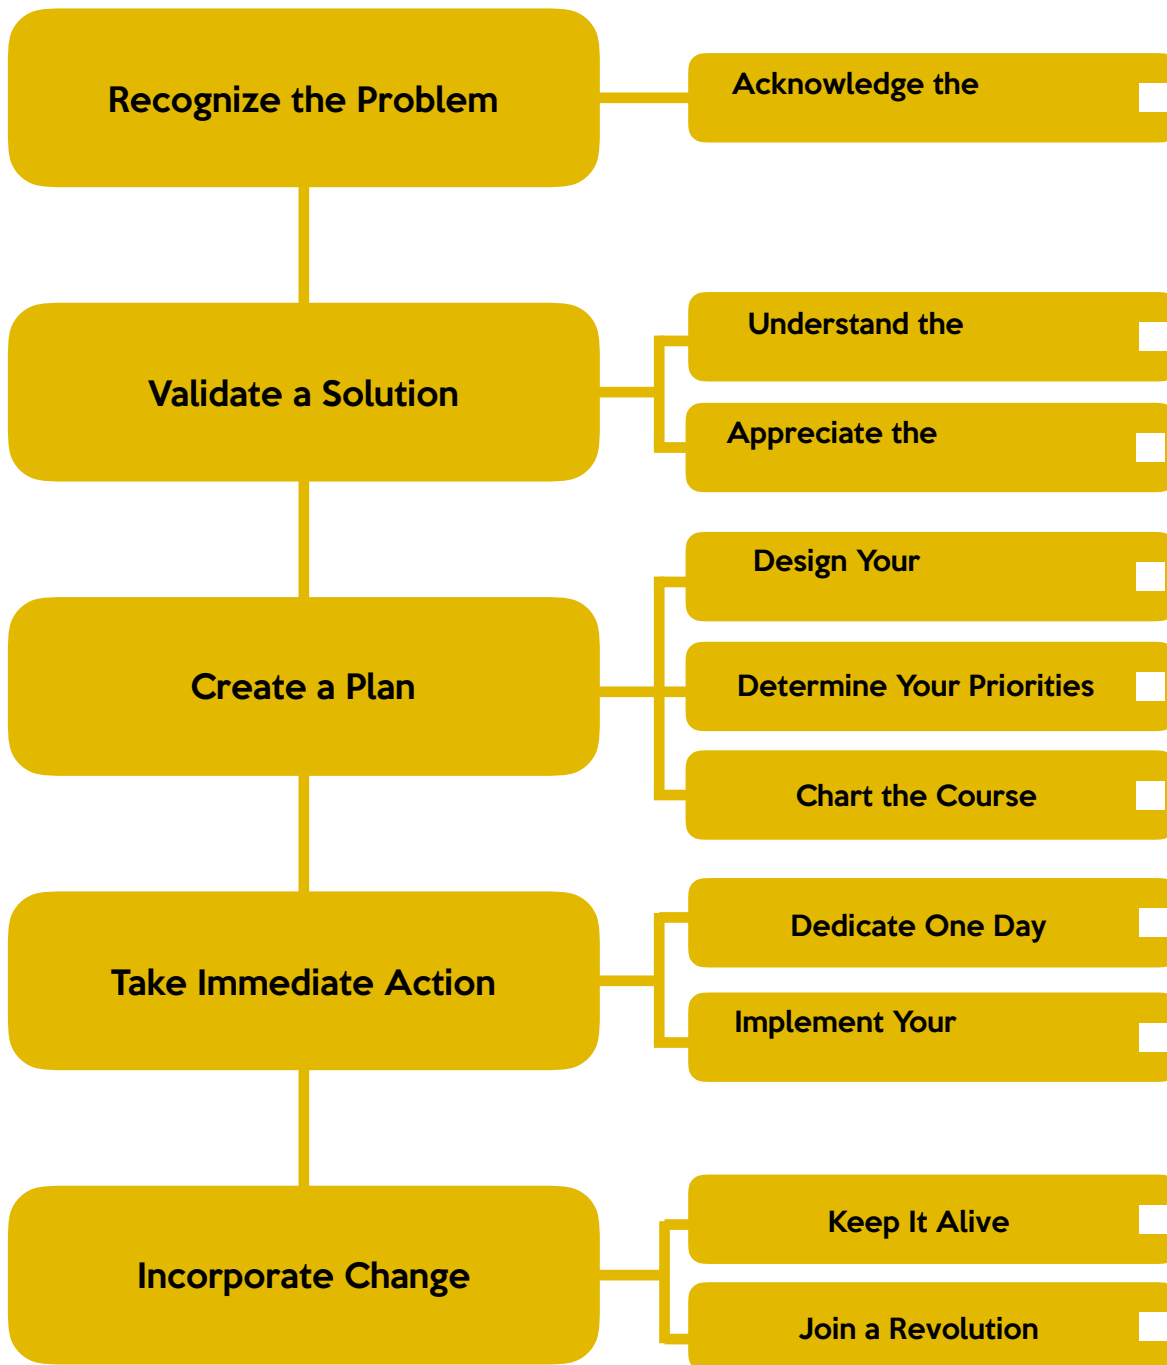 Recognize the Problem
Acknowledge the
Validate a Solution
Understand the
Appreciate the
Create a Plan
Design Your
Determine Your Priorities
Chart the Course
Take Immediate Action
Dedicate One Day
Implement Your
Incorporate Change
Keep It Alive
Join a Revolution